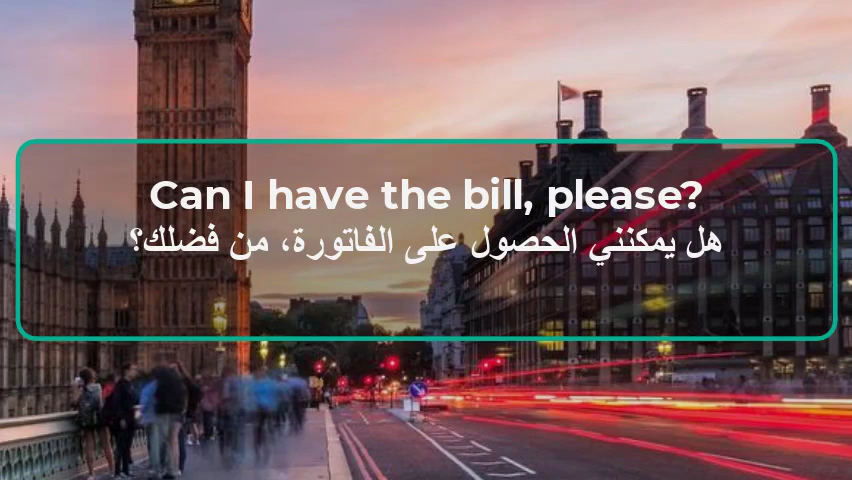 Can I have the bill, please?
هل يمكنني الحصول على الفاتورة، من فضلك؟